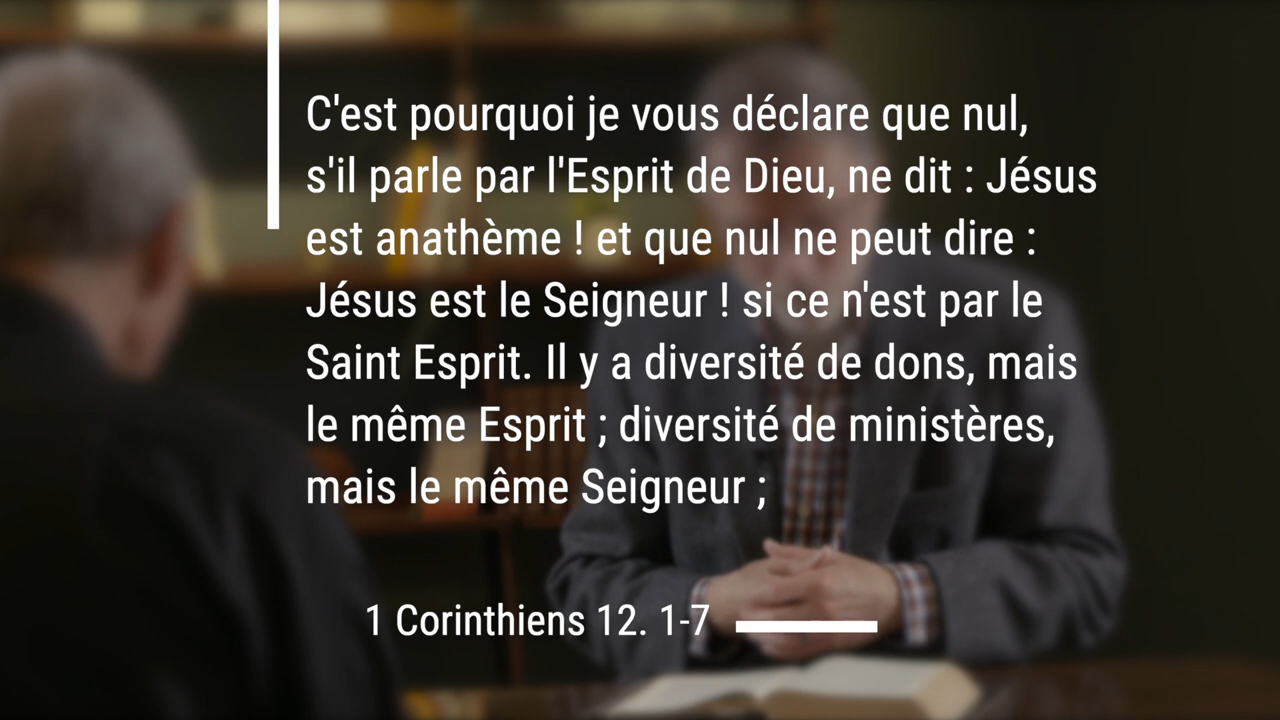 C'est pourquoi je vous déclare que nul,
s'il parle par l'Esprit de Dieu, ne dit : Jésus
est anathème ! et que nul ne peut dire :
Jésus est le Seigneur ! si ce n'est par le
Saint Esprit. Il y a diversité de dons, mais
le même Esprit ; diversité de ministères,
mais le même Seigneur ;
1 Corinthiens 12. 1-7